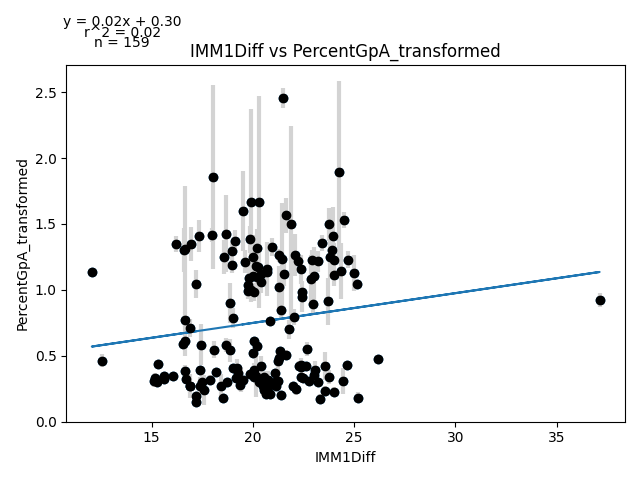 y = 0.02x + 0.30
r^2 = 0.02
n = 159
IMM1Diff vs PercentGpA_transformed
PercentGpA_transformed
2.5
2.0
1.5
1.0
0.5
0.0
15 20 25 30 35
IMM1Diff